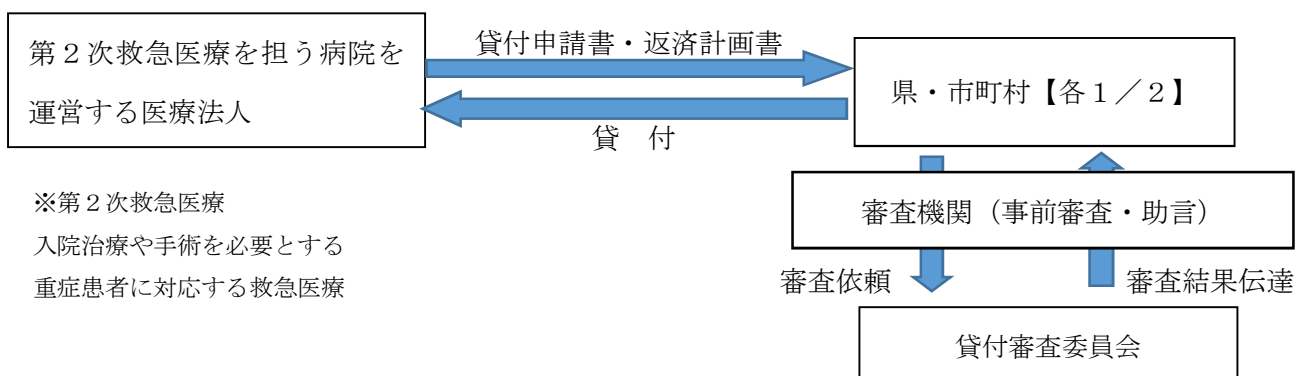 第２次救急医療を担う病院を
運営する医療法人
貸付申請書・返済計画書
貸　付
県・市町村【各１／２】
※第２次救急医療
入院治療や手術を必要とする
重症患者に対応する救急医療
審査機関（事前審査・助言）
審査依頼
審査結果伝達
貸付審査委員会